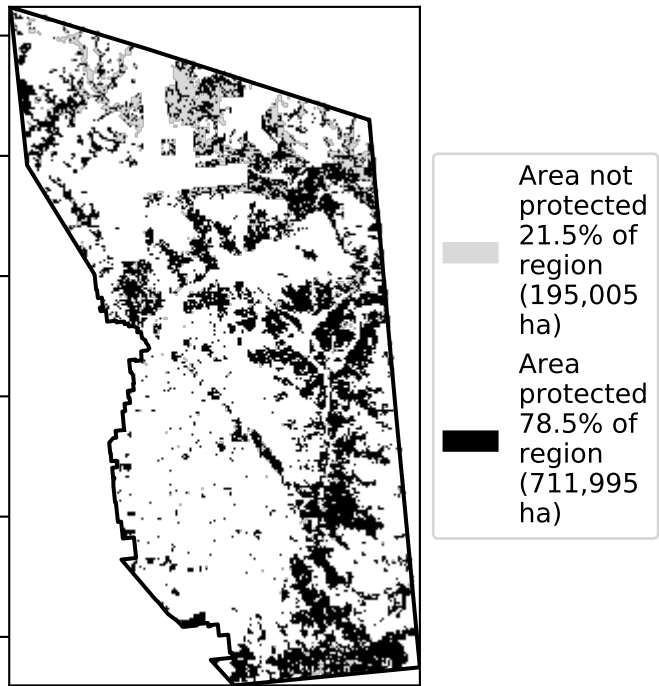 Area not
protected
21.5% of
region
(195,005
ha)
Area
protected
78.5% of
region
(711,995
ha)